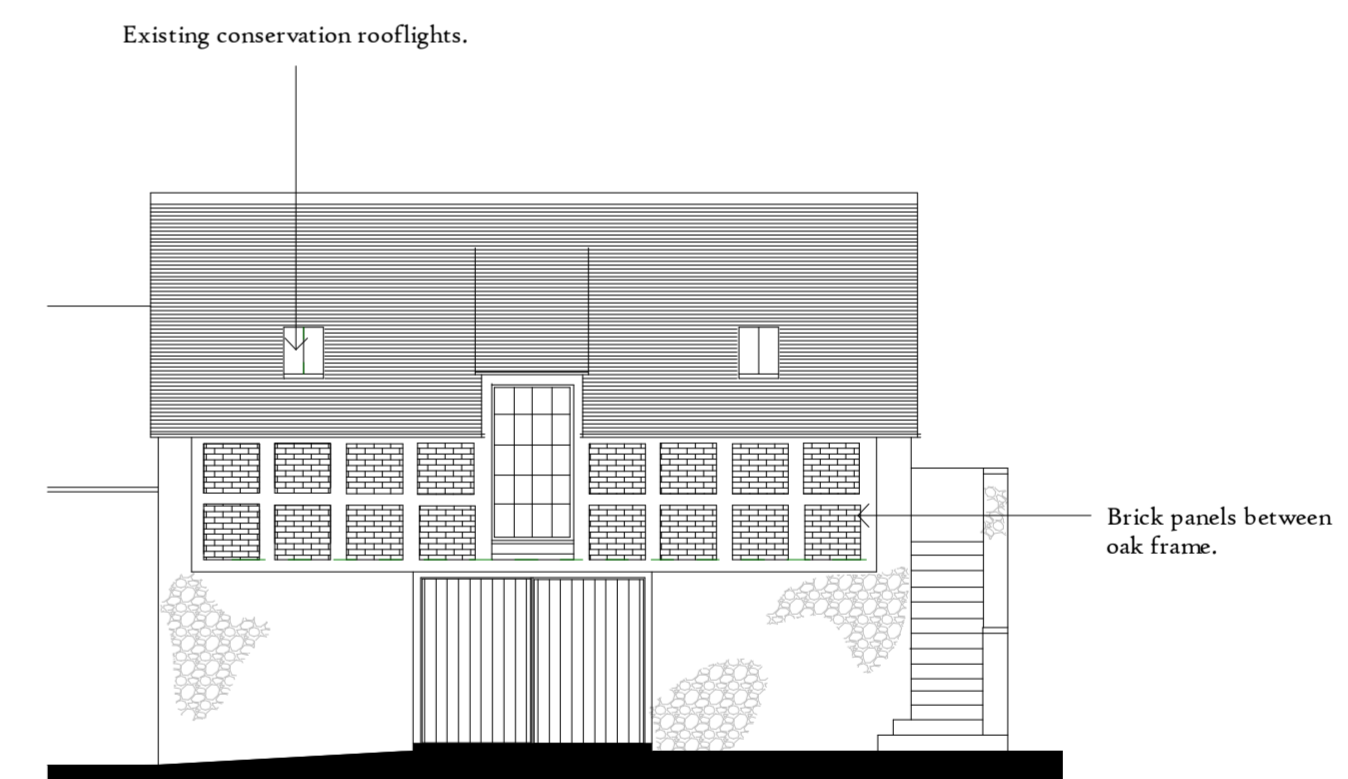 Existing conservation rooflights.
Brick panels between
oak frame.